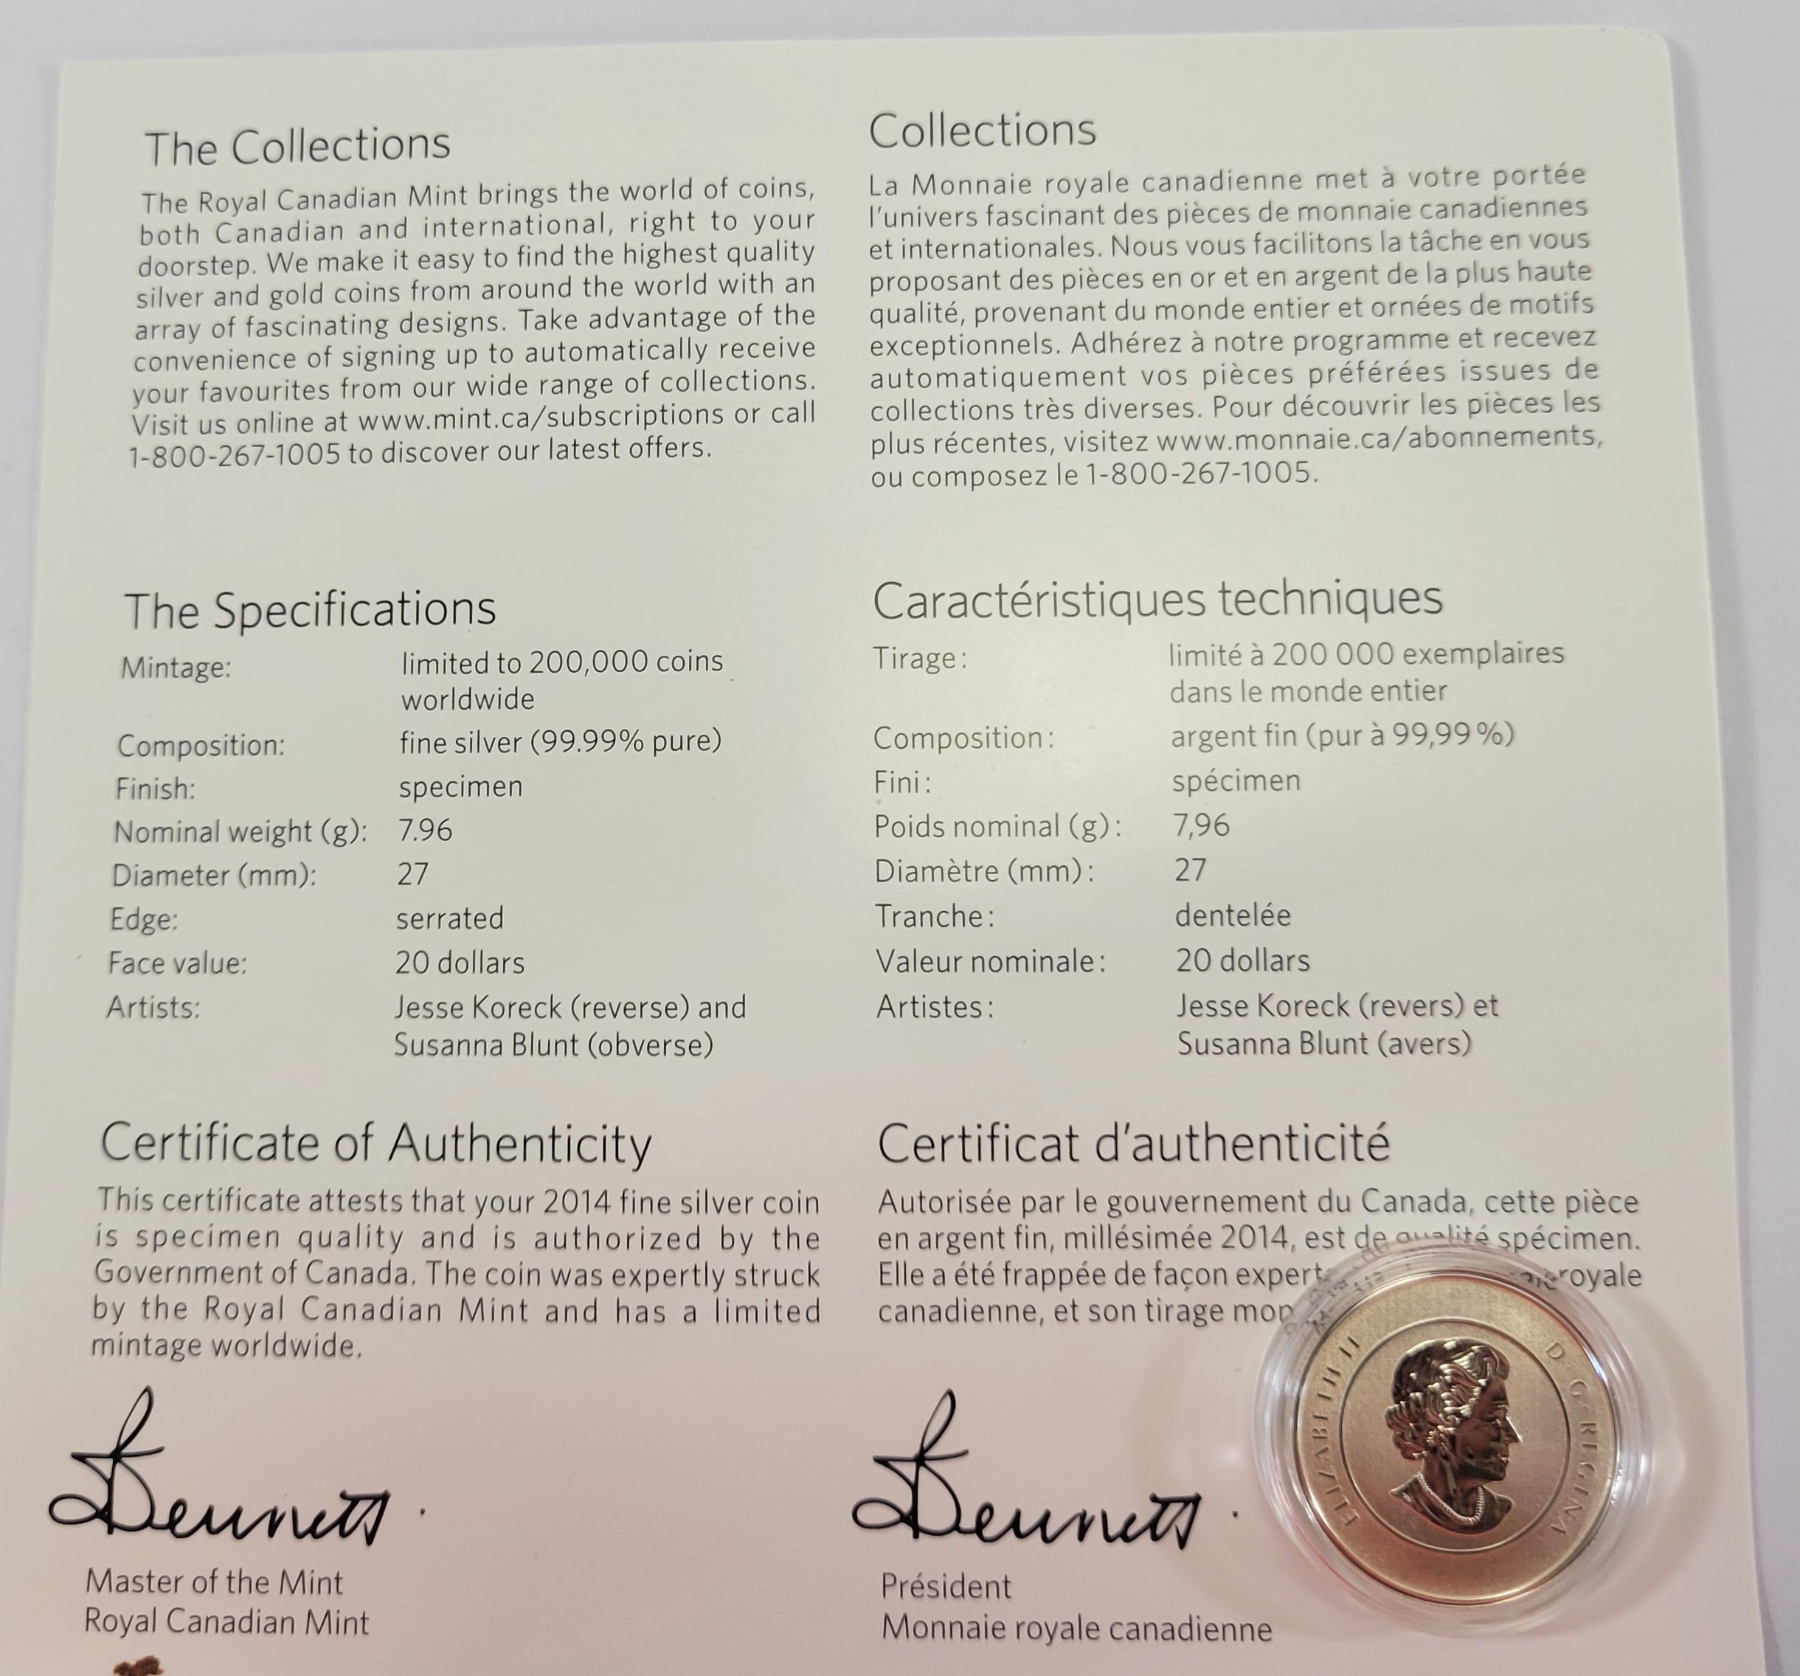 The Collections
The Royal Canadian Mint brings the world of coins,
both Canadian and international, right to your
doorstep. We make it easy to find the highest quality
silver and gold coins from around the world with an
array of fascinating designs. Take advantage of the
convenience of signing up to automatically receive
your favourites from our wide range of collections.
Visit us online at www.mint.ca/subscriptions or call
1-800-267-1005 to discover our latest offers.
Collections
La Monnaie royale canadienne met à votre portée
l'univers fascinant des pièces de monnaie canadiennes
et internationales. Nous vous facilitons la tâche en vous
proposant des pièces en or et en argent de la plus haute
qualité, provenant du monde entier et ornées de motifs
exceptionnels. Adhérez à notre programme et recevez
automatiquement vos pièces préférées issues de
collections très diverses. Pour découvrir les pièces les
plus récentes, visitez www.monnaie.ca/abonnements,
ou composez le 1-800-267-1005.
The Specifications
Mintage: limited to 200,000 coins
worldwide
Composition: fine silver (99.99% pure)
Finish: specimen
Nominal weight (g): 7.96
Diameter (mm): 27
Edge: serrated
Face value: 20 dollars
Artists: Jesse Koreck (reverse) and
Susanna Blunt (obverse)
Caractéristiques techniques
Tirage : limité à 200 000 exemplaires
dans le monde entier
Composition : argent fin (pur à 99,99 %)
Fini : spécimen
Poids nominal (g) : 7,96
Diamètre (mm) : 27
Tranche : dentelée
Valeur nominale : 20 dollars
Artistes : Jesse Koreck (revers) et
Susanna Blunt (avers)
Certificate of Authenticity
This certificate attests that your 2014 fine silver coin
is specimen quality and is authorized by the
Government of Canada. The coin was expertly struck
by the Royal Canadian Mint and has a limited
mintage worldwide.
Bennett
Master of the Mint
Royal Canadian Mint
Certificat d'authenticité
Autorisée par le gouvernement du Canada, cette pièce
en argent fin, millésimée 2014, est de qualité spécimen.
Elle a été frappée de façon expert royale
canadienne, et son tirage mon
Bennett
Président
Monnaie royale canadienne
ELIZABETH II D · G · REGINA